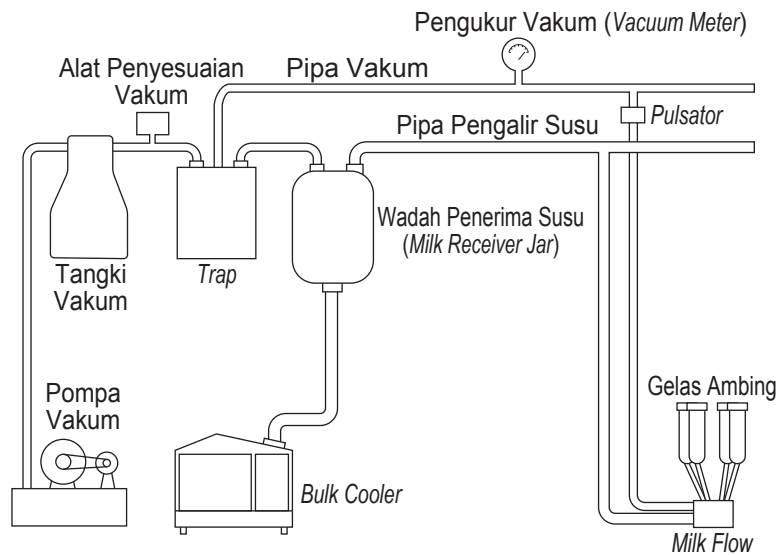 Pengukur Vakum (Vacuum Meter)
Alat Penyesuaian
Vakum
Pipa Vakum
Pulsator
Pipa Pengalir Susu
Wadah Penerima Susu
(Milk Receiver Jar)
Tangki
Vakum
Trap
Pompa
Vakum
Gelas Ambing
Bulk Cooler
Milk Flow